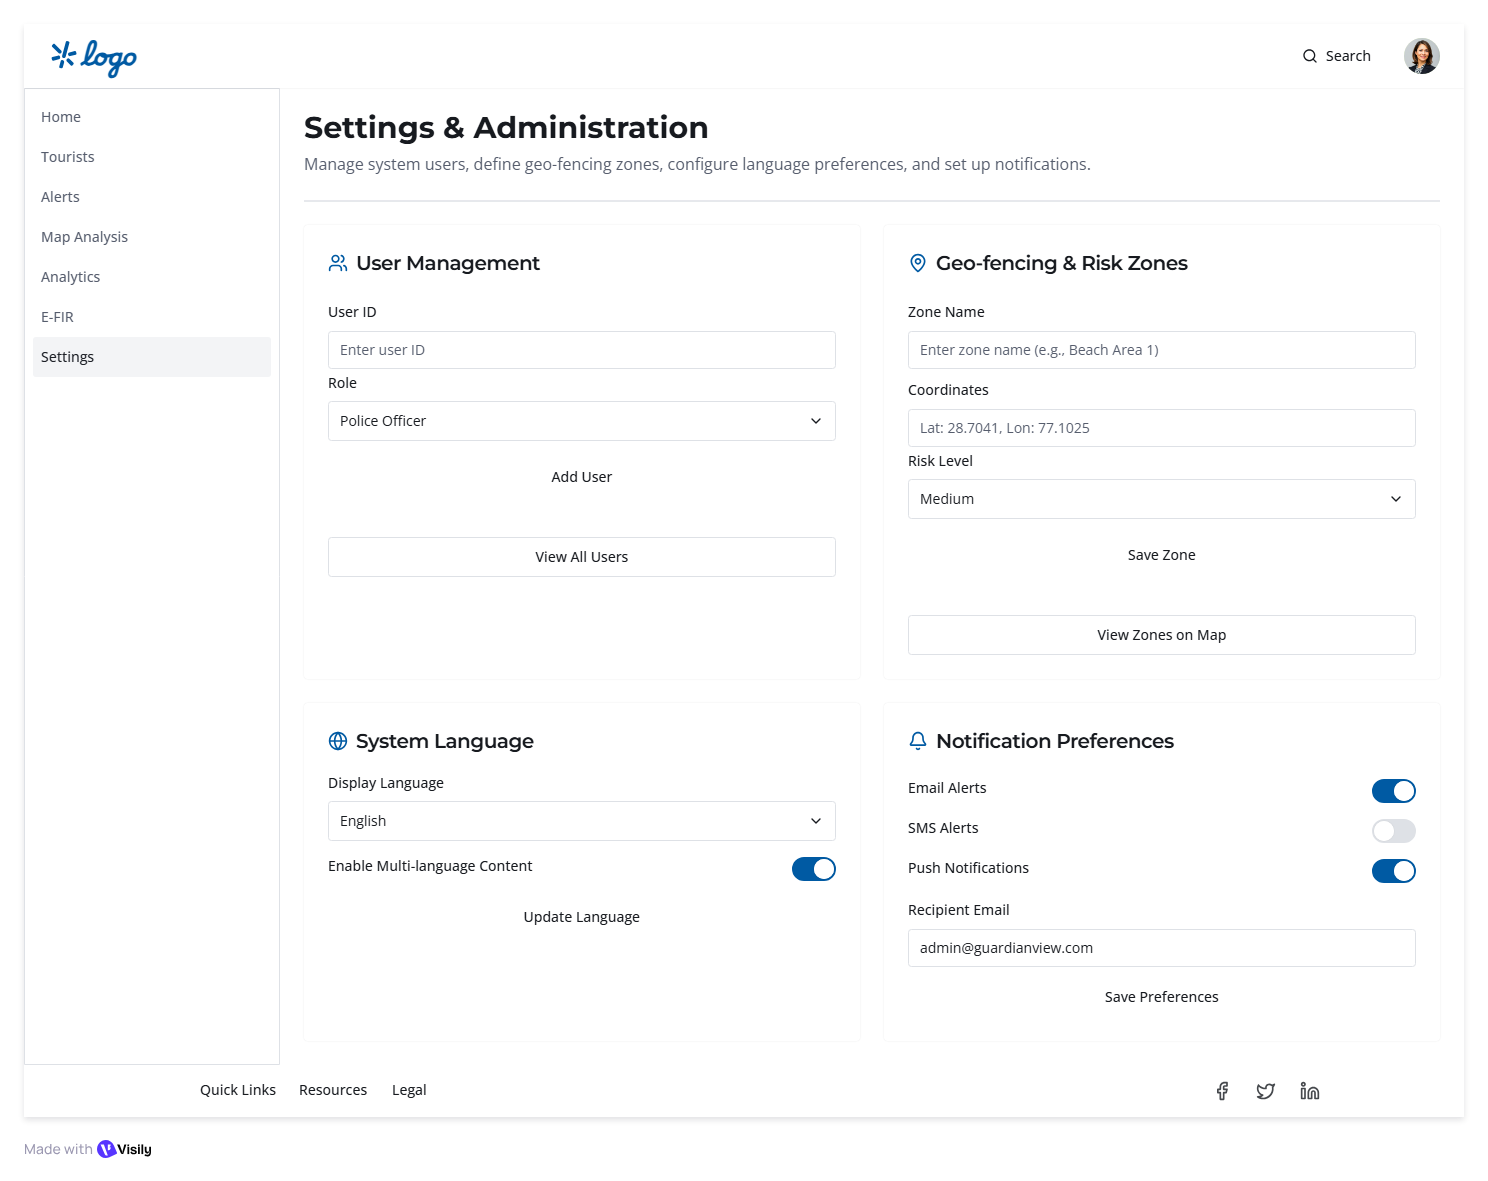 logo
Search
Home
Tourists
Alerts
Map Analysis
Analytics
E-FIR
Settings
Settings & Administration
Manage system users, define geo-fencing zones, configure language preferences, and set up notifications.
User Management
User ID
Enter user ID
Role
Police Officer
Add User
View All Users
Geo-fencing & Risk Zones
Zone Name
Enter zone name (e.g., Beach Area 1)
Coordinates
Lat: 28.7041, Lon: 77.1025
Risk Level
Medium
Save Zone
View Zones on Map
System Language
Display Language
English
Enable Multi-language Content
Update Language
Notification Preferences
Email Alerts
SMS Alerts
Push Notifications
Recipient Email
admin@guardianview.com
Save Preferences
Quick Links Resources Legal
Made with Visily